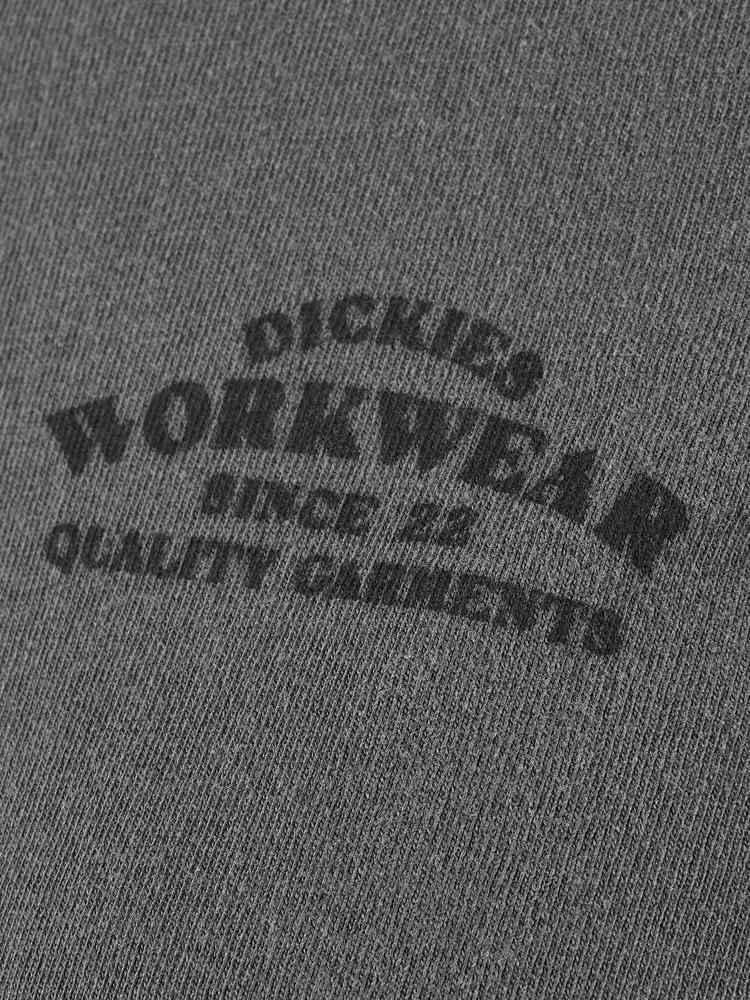 DICKIES
WORKWEAR
SINCE 22
QUALITY GARMENTS